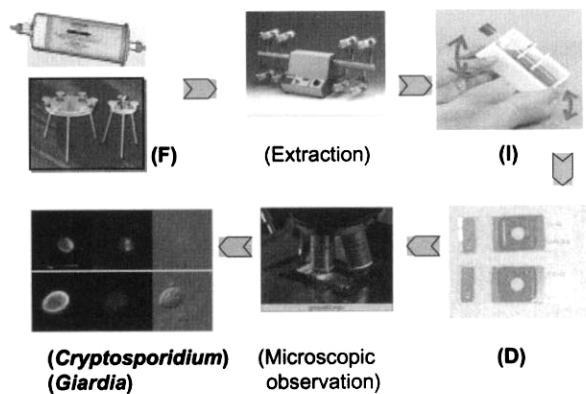 (F)
(Extraction)
(I)
(Cryptosporidium)
(Giardia)
(Microscopic
observation)
(D)